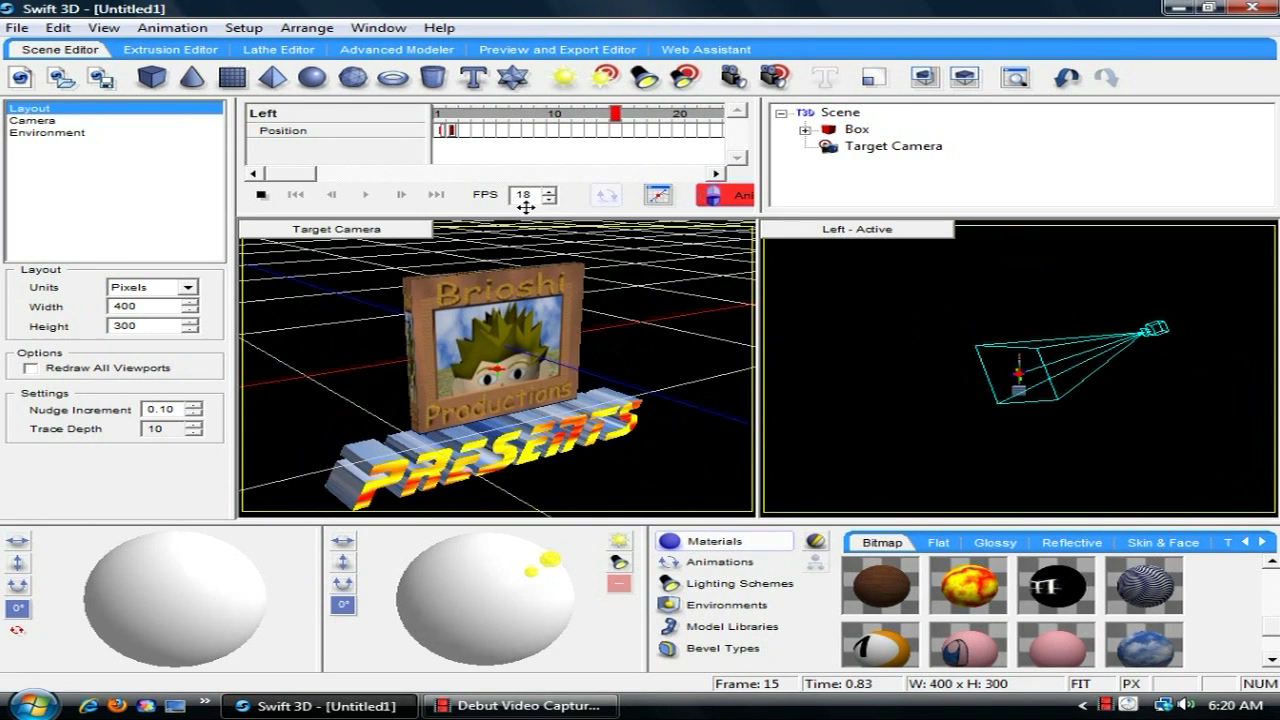 Swift 3D - [Untitled1]
File Edit View Animation Setup Arrange Window Help
Scene Editor Extrusion Editor Lathe Editor Advanced Modeler Preview and Export Editor Web Assistant
Layout
Camera
Environment
Left 1 10 20
Position
FPS 18 Ani
Scene
Box
Target Camera
Layout
Units Pixels
Width 400
Height 300
Options
Redraw All Viewports
Settings
Nudge Increment 0.10
Trace Depth 10
Target Camera
Brioshi
Productions
PRESENTS
Left - Active
0°
0°
Materials
Animations
Lighting Schemes
Environments
Model Libraries
Bevel Types
Bitmap Flat Glossy Reflective Skin & Face T
Frame: 15 Time: 0.83 W: 400 x H: 300 FIT PX NUM
Swift 3D - [Untitled1] Debut Video Captur... 6:20 AM